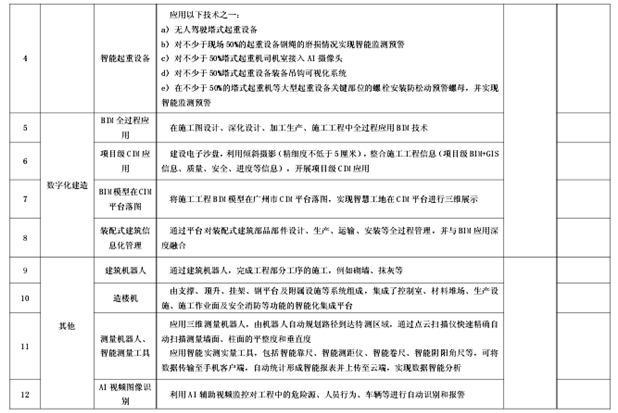 应用以下技术之一：
a）无人驾驶塔式起重设备
b）对不少于现场50%的起重设备钢绳的磨损情况实现智能监测预警
4
智能起重设备
c）对不少于50%塔式起重机司机室接入AI摄像头
d）对不少于50%塔式起重设备装备吊钩可视化系统
e）在不少于50%的塔式起重机等大型起重设备关键部位的螺栓安装防松动预警螺母，并实现
智能监测预警
5
BIM全过程应
用
在施工图设计、深化设计、加工生产、施工工程中全过程应用BIM技术
数字化建造
6
项目级CIM应
用
建设电子沙盘，利用倾斜摄影（精细度不低于5厘米），整合施工工程信息（项目级BIM+GIS
信息、质量、安全、进度等信息），开展项目级CIM应用
7
BIM模型在CIM
平台落图
将施工工程BIM模型在广州市CIM平台落图，实现智慧工地在CIM平台进行三维展示
8
装配式建筑信
息化管理
通过平台对装配式建筑部品部件设计、生产、运输、安装等全过程管理，并与BIM应用深
度融合
其他
9
建筑机器人
通过建筑机器人，完成工程部分工序的施工，例如砌墙、抹灰等
10
造楼机
由支撑、顶升、挂架、钢平台及附属设施等系统组成，集成了控制室、材料堆场、生产设
施、施工作业面及安全消防等功能的智能化集成平台
11
测量机器人、
智能测量工具
应用三维测量机器人，由机器人自动规划路径到达待测区域，通过点云扫描仪快速精确自
动扫描测量墙面、柱面的平整度和垂直度
应用智能实测实量工具，包括智能靠尺、智能测距仪、智能卷尺、智能阴阳角尺等，可将
数据传输至手机客户端，自动统计形成智能报表并上传至云端，实现数据智能分析
12
AI视频图像识
别
利用AI辅助视频监控对工程中的危险源、人员行为、车辆等进行自动识别和报警